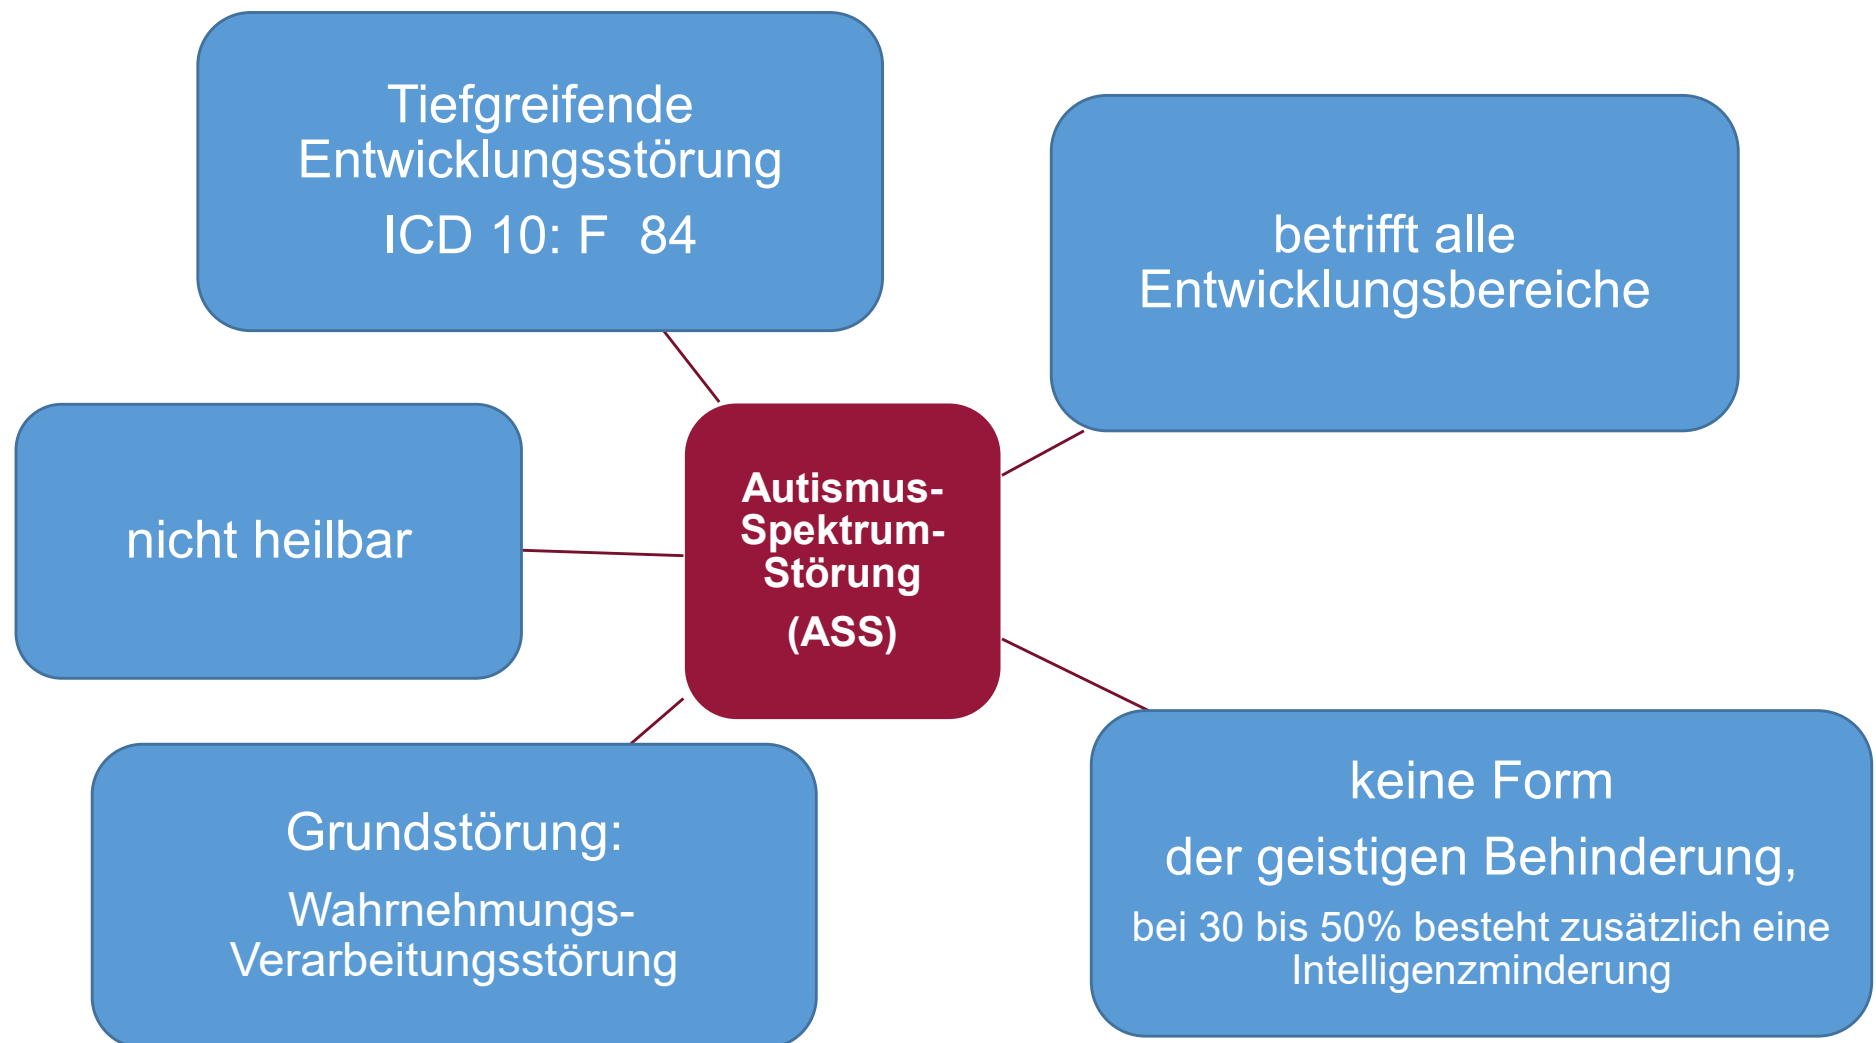 Tiefgreifende
Entwicklungsstörung
ICD 10: F  84
betrifft alle
Entwicklungsbereiche
nicht heilbar
Autismus-
Spektrum-
Störung
(ASS)
Grundstörung:
Wahrnehmungs-
Verarbeitungsstörung
keine Form
der geistigen Behinderung,
bei 30 bis 50% besteht zusätzlich eine
Intelligenzminderung